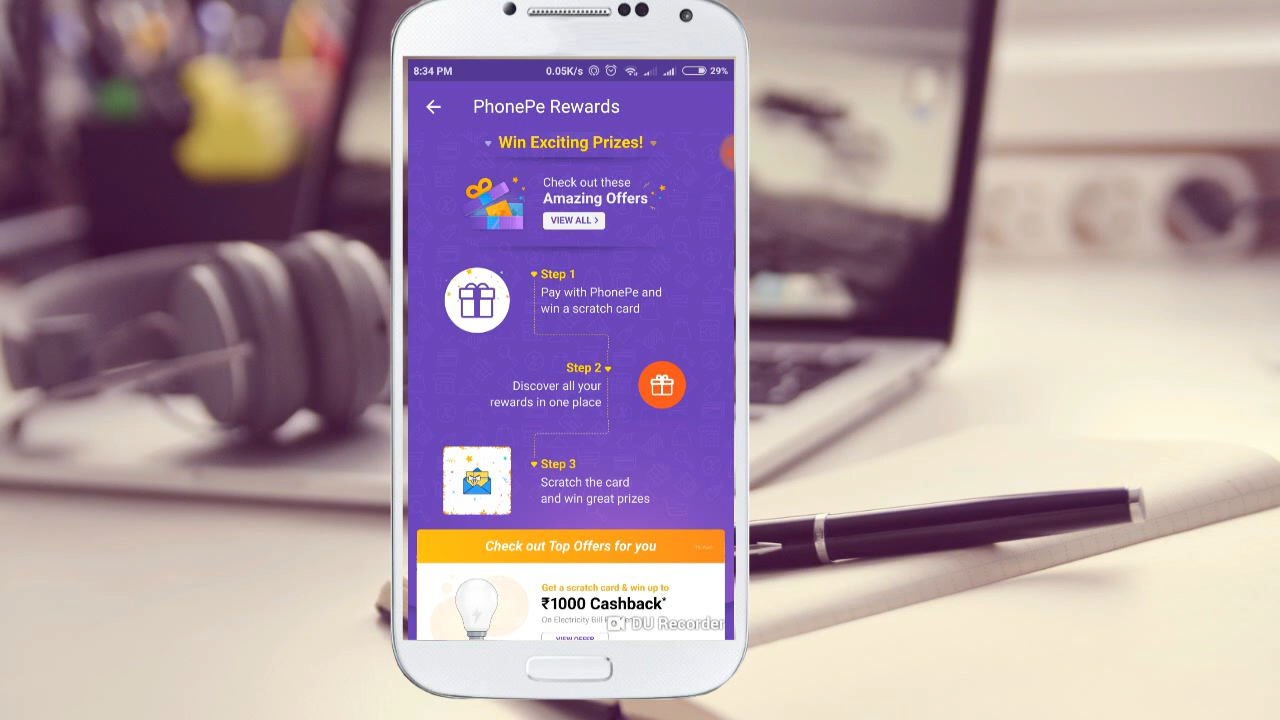 8:34 PM 0.05K/s 29%
PhonePe Rewards
Win Exciting Prizes!
Check out these
Amazing Offers
VIEW ALL >
Step 1
Pay with PhonePe and
win a scratch card
Step 2
Discover all your
rewards in one place
Step 3
Scratch the card
and win great prizes
Check out Top Offers for you
Get a scratch card & win up to
₹1000 Cashback*
On Electricity Bill
DU Recorder
VIEW OFFER